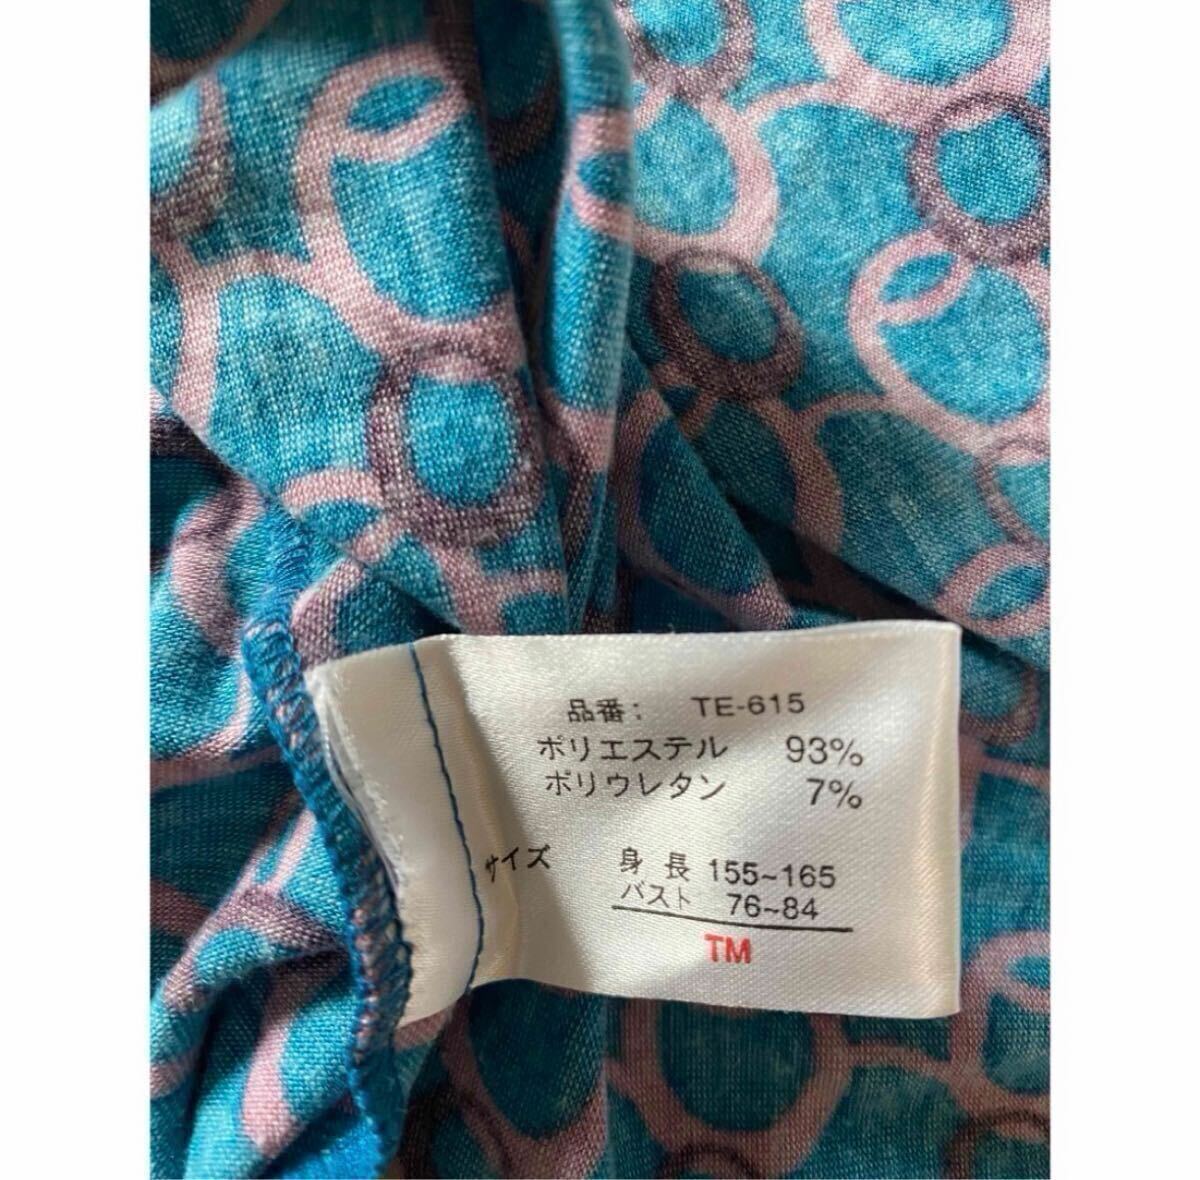 品番: TE-615
ポリエステル 93%
ポリウレタン 7%
サイズ 身長 155~165
バスト 76~84
TM